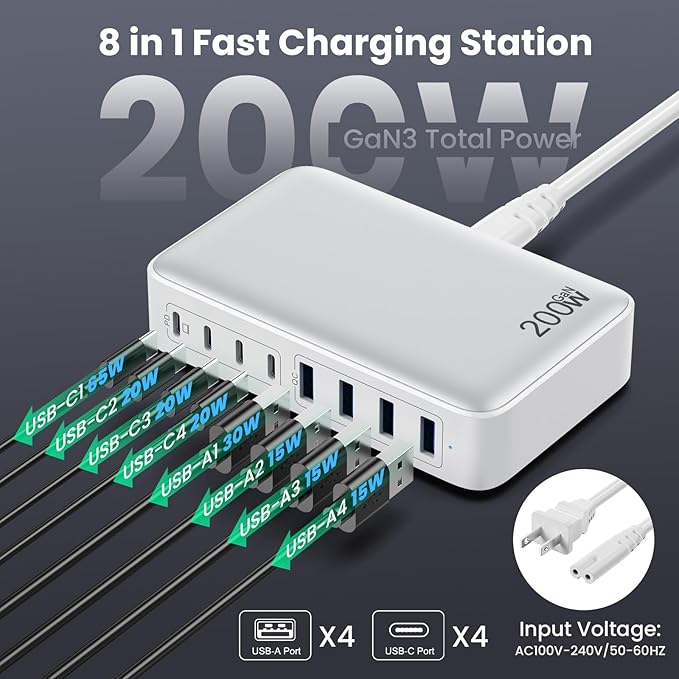 8 in 1 Fast Charging Station
200W
GaN3 Total Power
200W GaN
PD
QC
USB-C1 65W
USB-C2 20W
USB-C3 20W
USB-C4 20W
USB-A1 30W
USB-A2 15W
USB-A3 15W
USB-A4 15W
USB-A Port
X4
USB-C Port
X4
Input Voltage:
AC100V-240V/50-60HZ